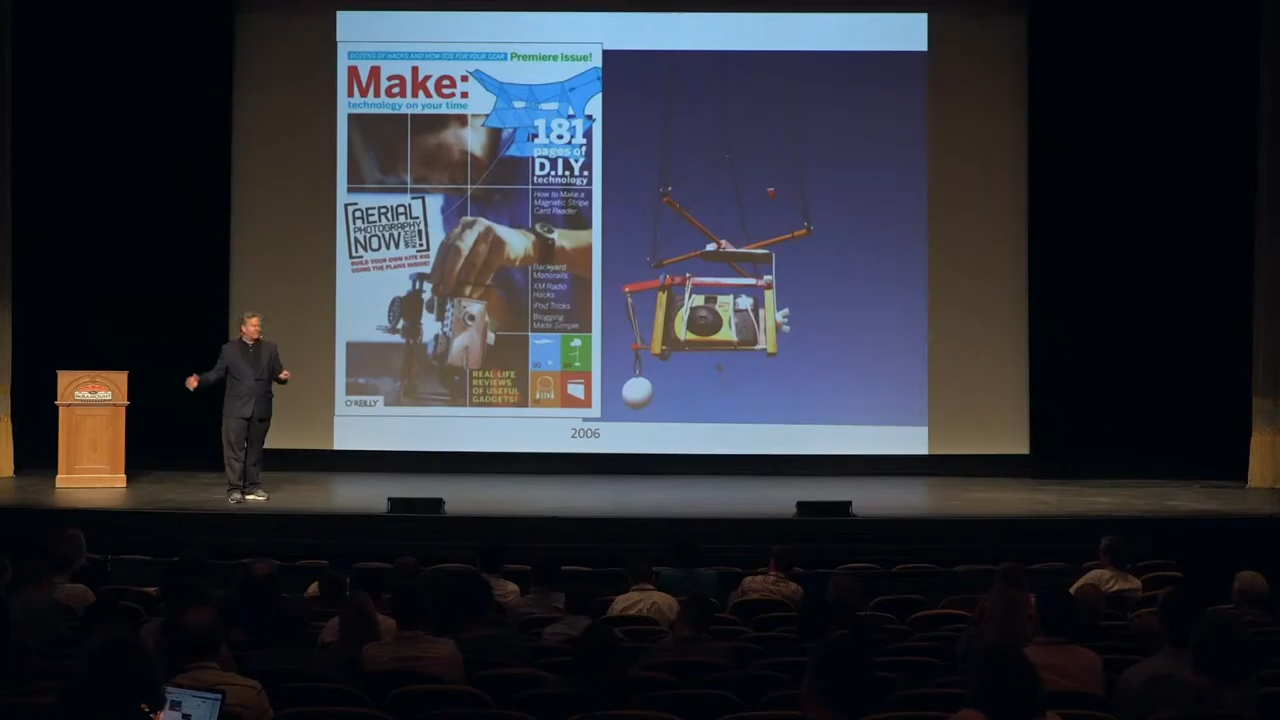 DOZENS OF HACKS AND HOW-TOS FOR YOUR GEAR
Premiere Issue!
Make:
technology on your time
181
pages of
D.I.Y.
technology
How to Make a
Magnetic Stripe
Card Reader
AERIAL
PHOTOGRAPHY
NOW WITH KITES!
BUILD YOUR OWN KITE RIG
USING THE PLANS INSIDE!
Backyard
Monorails
XM Radio
Hacks
iPod Tricks
Blogging
Made Simple
REAL-LIFE
REVIEWS
OF USEFUL
GADGETS!
O'REILLY
2006
PARAMOUNT